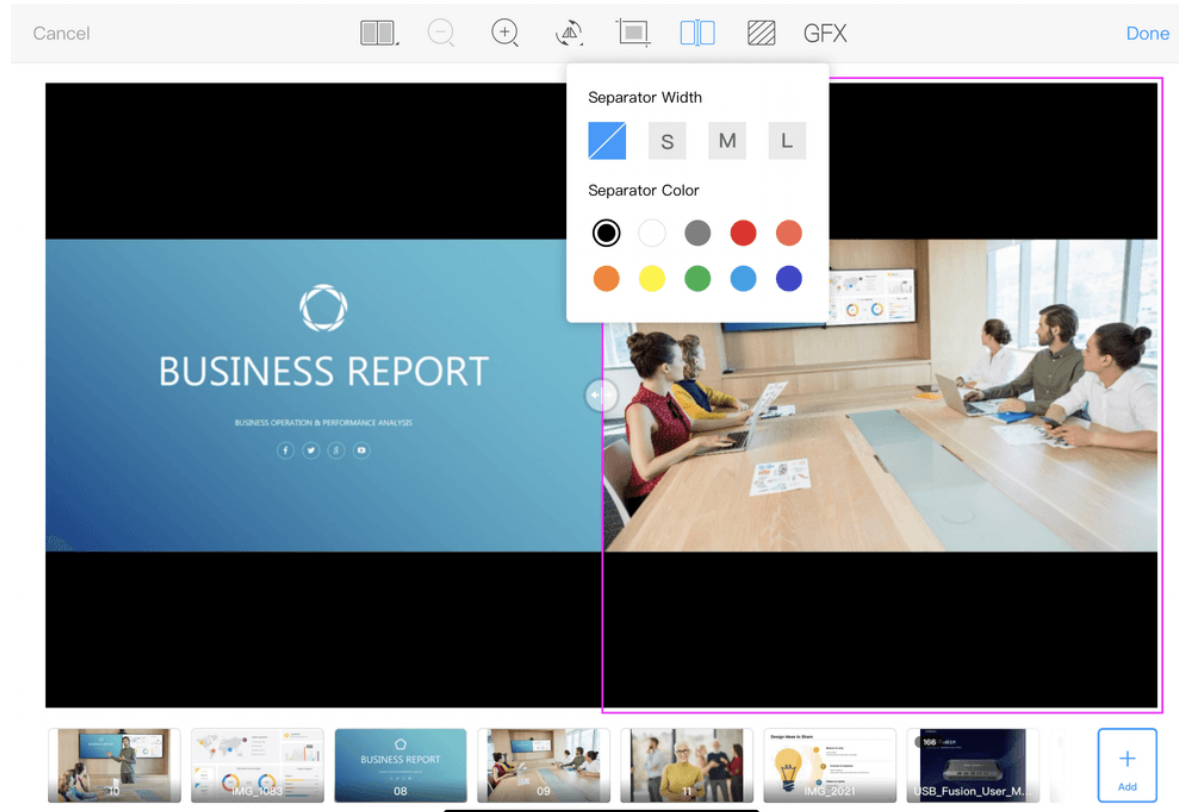 Cancel
GFX
Done
Separator Width
S
M
L
Separator Color
BUSINESS REPORT
BUSINESS OPERATION & PERFORMANCE ANALYSIS
10
IMG_1083
BUSINESS REPORT
08
09
11
Design Ideas to Share
IMG_2021
166
USB_Fusion_User_M...
Add